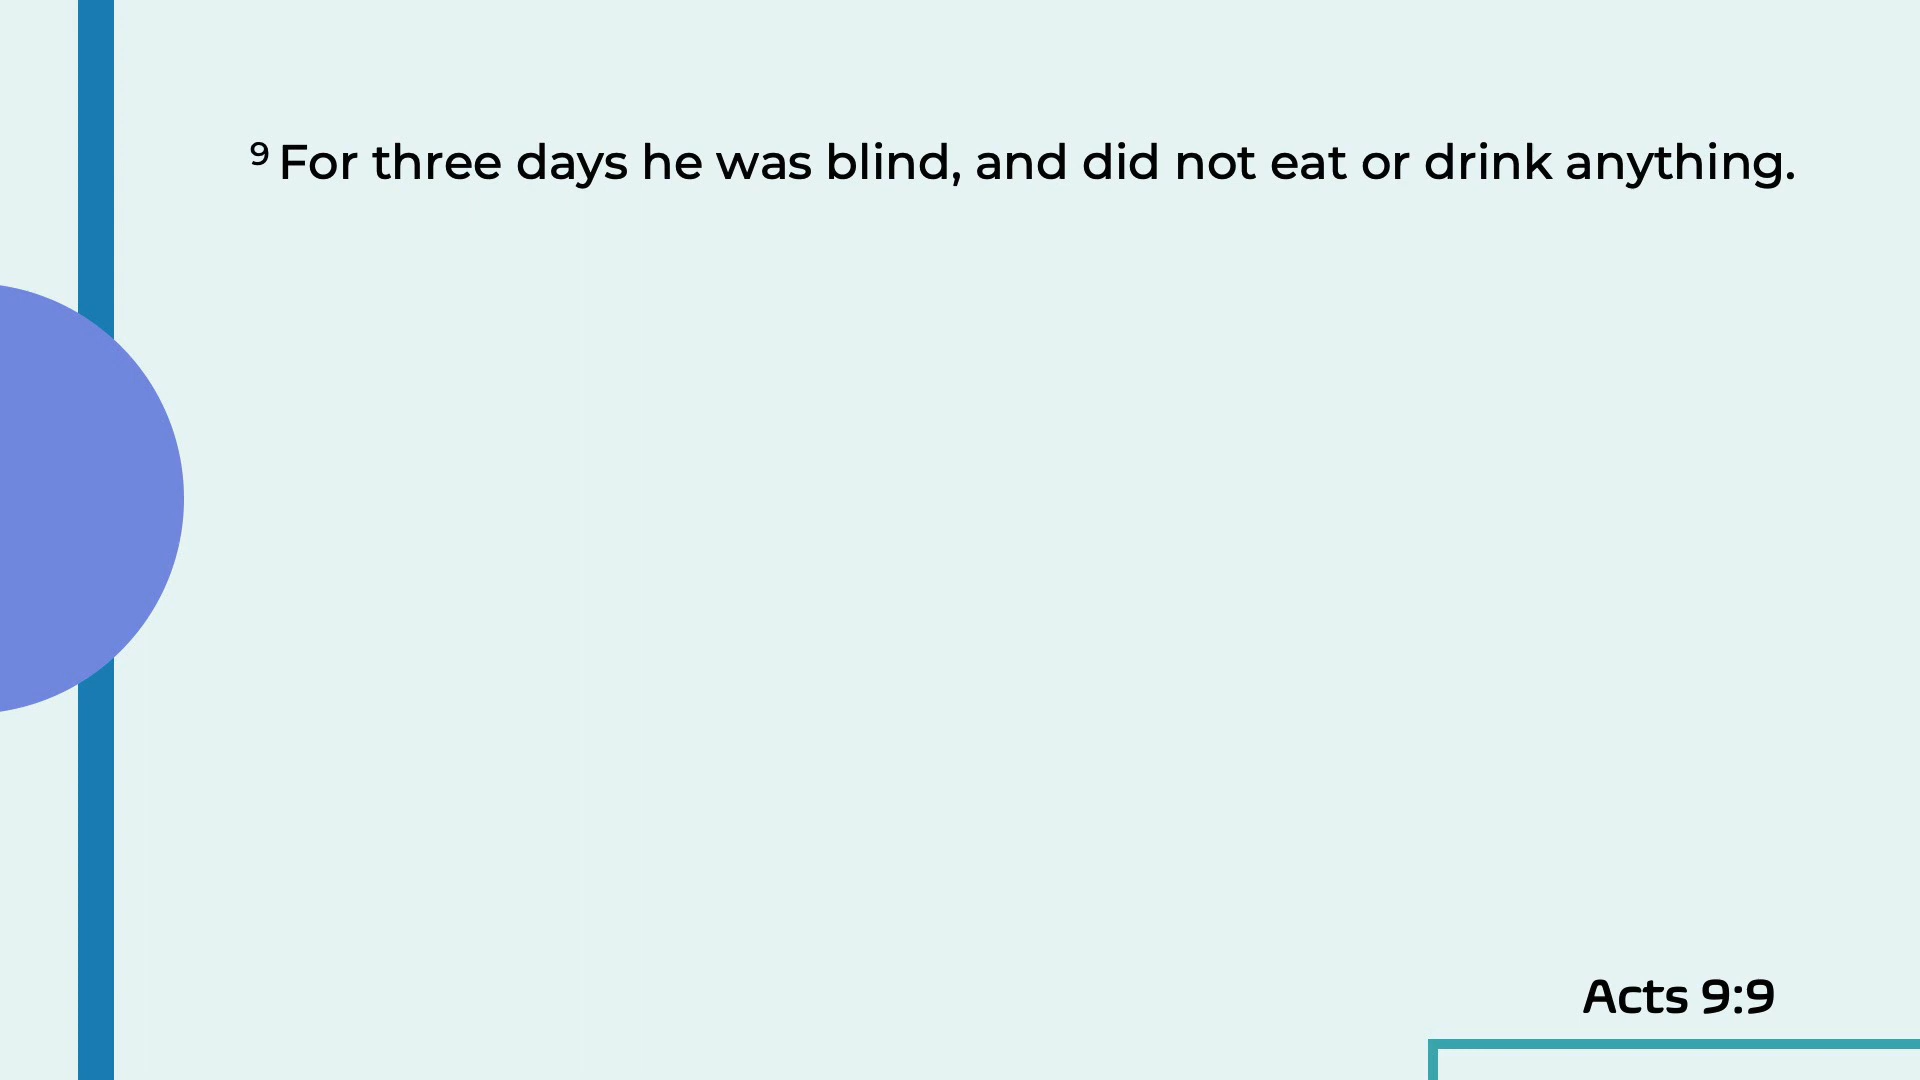 ⁹ For three days he was blind, and did not eat or drink anything.
Acts 9:9